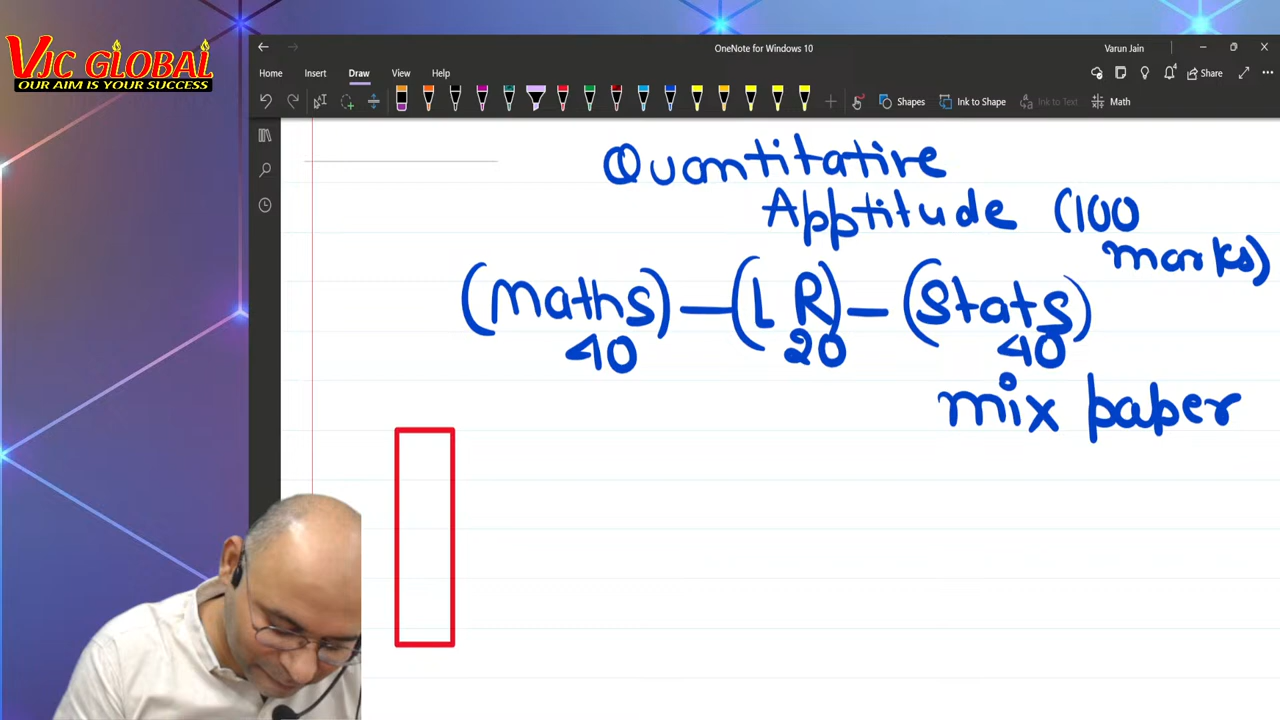 VJC GLOBAL
OUR AIM IS YOUR SUCCESS
OneNote for Windows 10
Varun Jain
Home Insert Draw View Help
4 Share
Shapes Ink to Shape Ink to Text Math
Quantitative
Apptitude (100
marks)
(Maths) — (LR) — (Stats)
40 20 40
mix paper